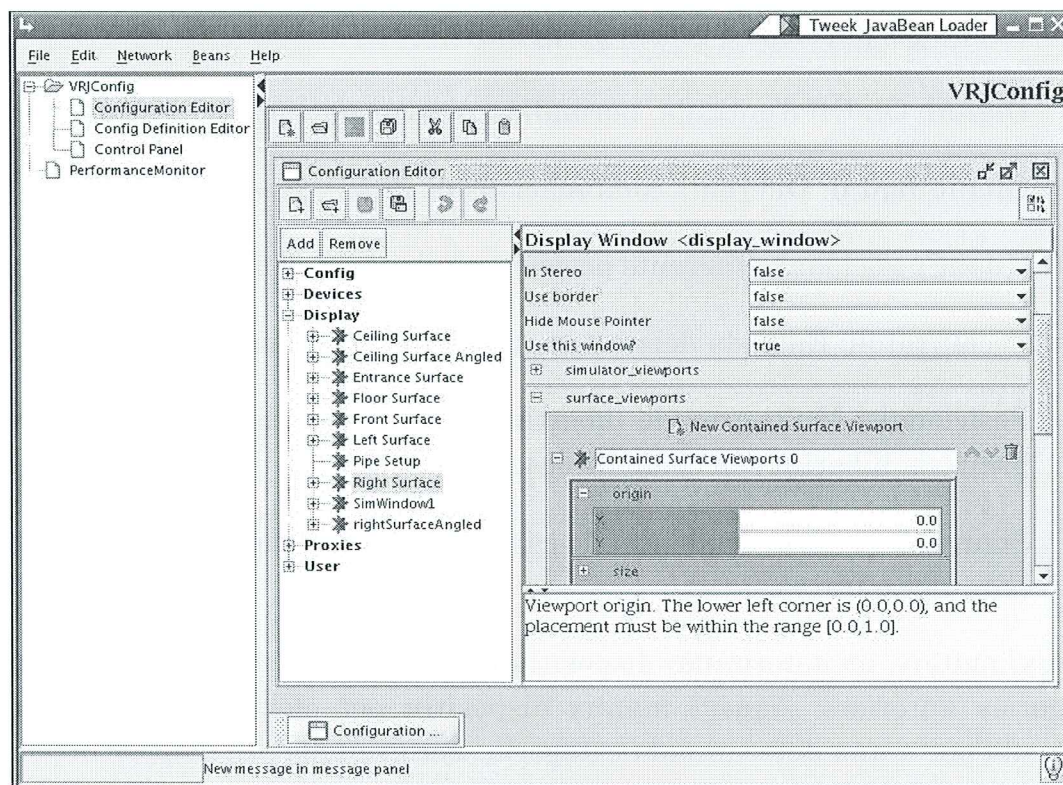 Tweek JavaBean Loader
File Edit Network Beans Help
VRJConfig
Configuration Editor
Config Definition Editor
Control Panel
PerformanceMonitor
VRJConfig
Configuration Editor
Add Remove
Config
Devices
Display
Ceiling Surface
Ceiling Surface Angled
Entrance Surface
Floor Surface
Front Surface
Left Surface
Pipe Setup
Right Surface
SimWindow1
rightSurfaceAngled
Proxies
User
Display Window <display_window>
In Stereo false
Use border false
Hide Mouse Pointer false
Use this window? true
simulator_viewports
surface_viewports
New Contained Surface Viewport
Contained Surface Viewports 0
origin
X 0.0
Y 0.0
size
Viewport origin. The lower left corner is (0.0,0.0), and the
placement must be within the range [0.0,1.0].
Configuration ...
New message in message panel